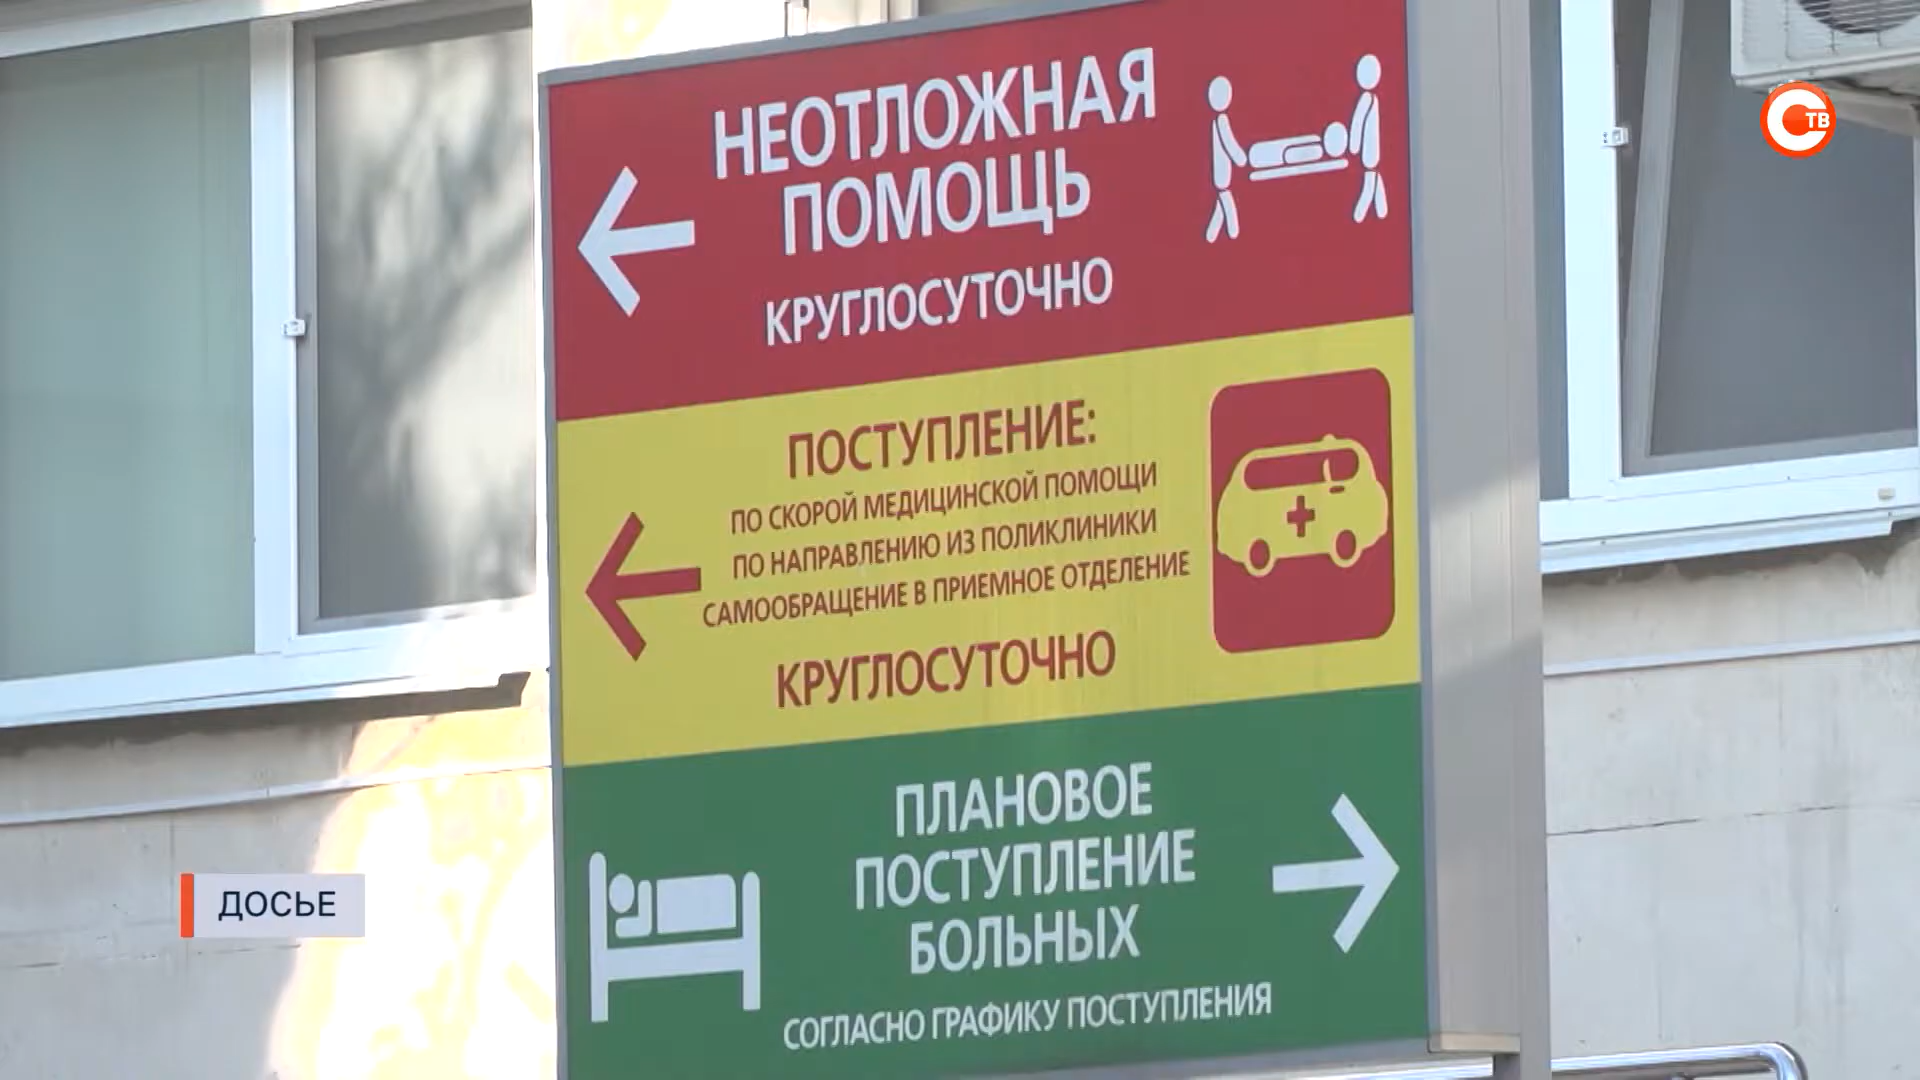 НЕОТЛОЖНАЯ
ПОМОЩЬ
КРУГЛОСУТОЧНО
ПОСТУПЛЕНИЕ:
ПО СКОРОЙ МЕДИЦИНСКОЙ ПОМОЩИ
ПО НАПРАВЛЕНИЮ ИЗ ПОЛИКЛИНИКИ
САМООБРАЩЕНИЕ В ПРИЕМНОЕ ОТДЕЛЕНИЕ
КРУГЛОСУТОЧНО
ПЛАНОВОЕ
ПОСТУПЛЕНИЕ
БОЛЬНЫХ
СОГЛАСНО ГРАФИКУ ПОСТУПЛЕНИЯ
ДОСЬЕ
СТВ